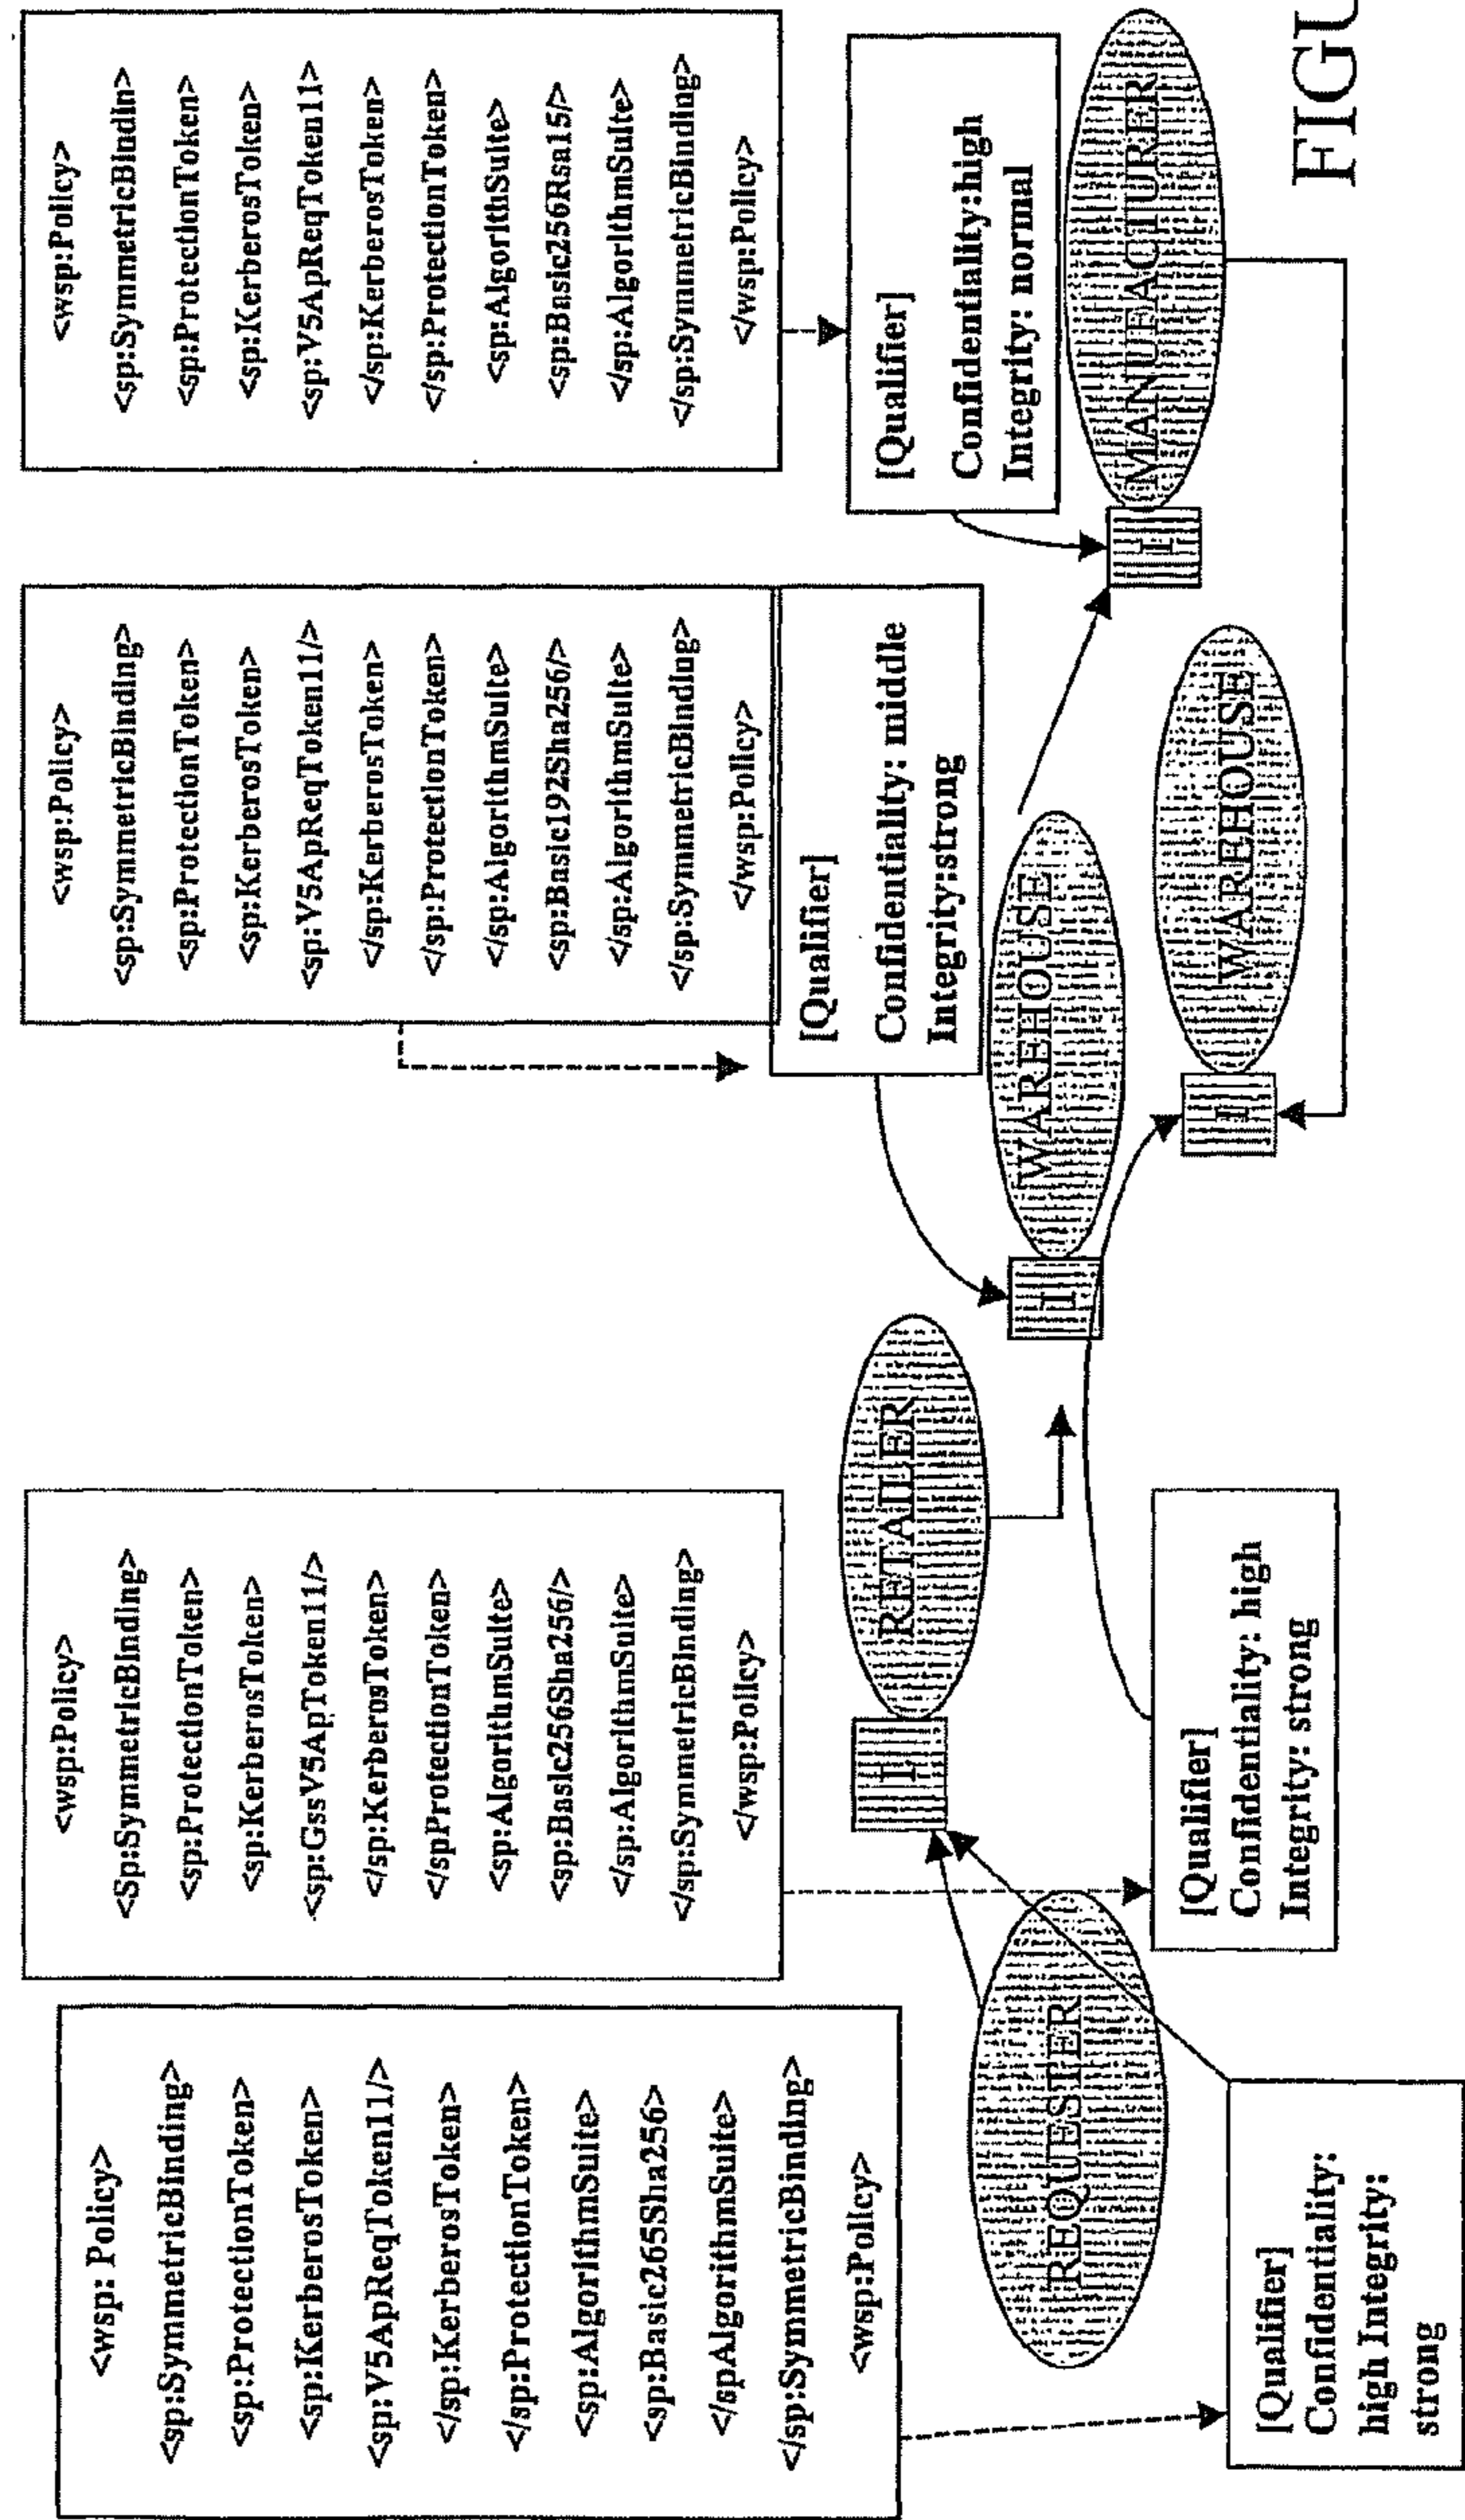 <wsp: Policy>
<sp:SymmetricBinding>
<sp:ProtectionToken>
<sp:KerberosToken>
<sp:V5ApReqToken11/>
</sp:KerberosToken>
</sp:ProtectionToken>
<sp:AlgorithmSuite>
<sp:Basic265Sha256>
</spAlgorithmSuite>
</sp:SymmetricBinding>
<wsp:Policy>
[Qualifier]
Confidentiality:
high Integrity:
strong
REQUESTER
<wsp:Policy>
<Sp:SymmetricBinding>
<sp:ProtectionToken>
<sp:KerberosToken>
<sp:GssV5ApToken11/>
</sp:KerberosToken>
</spProtectionToken>
<sp:AlgorithmSuite>
<sp:Basic256Sha256/>
</sp:AlgorithmSuite>
</sp:SymmetricBinding>
</wsp:Policy>
[Qualifier]
Confidentiality: high
Integrity: strong
I
RETAILER
<wsp:Policy>
<sp:SymmetricBinding>
<sp:ProtectionToken>
<sp:KerberosToken>
<sp:V5ApReqToken11/>
</sp:KerberosToken>
</sp:ProtectionToken>
</sp:AlgorithmSuite>
<sp:Basic192Sha256/>
</sp:AlgorithmSuite>
</sp:SymmetricBinding>
</wsp:Policy>
[Qualifier]
Confidentiality: middle
Integrity:strong
I
WAREHOUSE
I
WAREHOUSE
<wsp:Policy>
<sp:SymmetricBindin>
<sp:ProtectionToken>
<sp:KerberosToken>
<sp:V5ApReqToken11>
</sp:KerberosToken>
</sp:ProtectionToken>
<sp:AlgorithSuite>
<sp:Basic256Rsa15/>
</sp:AlgorithmSuite>
</sp:SymmetricBinding>
</wsp:Policy>
[Qualifier]
Confidentiality:high
Integrity: normal
I
MANUFACTURER
FIGU